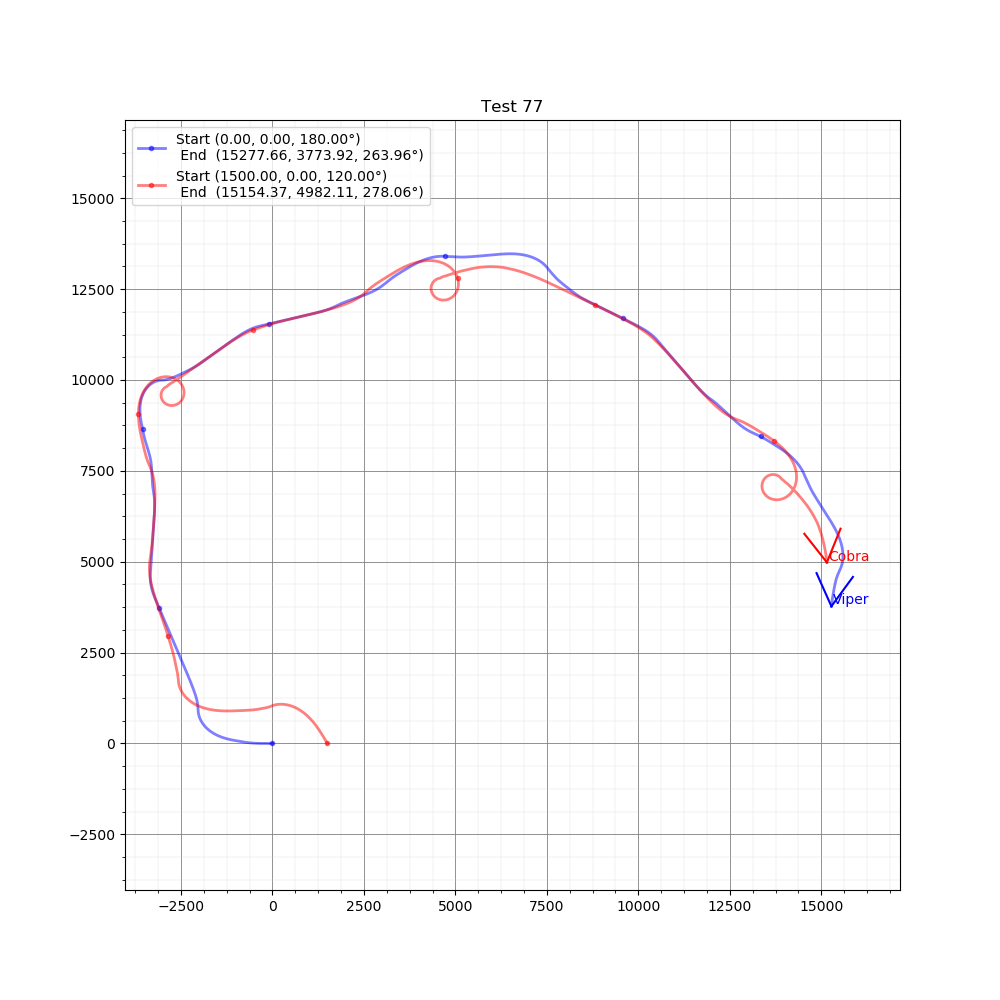 Test 77
Start (0.00, 0.00, 180.00°)
End (15277.66, 3773.92, 263.96°)
Start (1500.00, 0.00, 120.00°)
End (15154.37, 4982.11, 278.06°)
15000
12500
10000
7500
5000
2500
0
−2500
Cobra
Viper
−2500 0 2500 5000 7500 10000 12500 15000